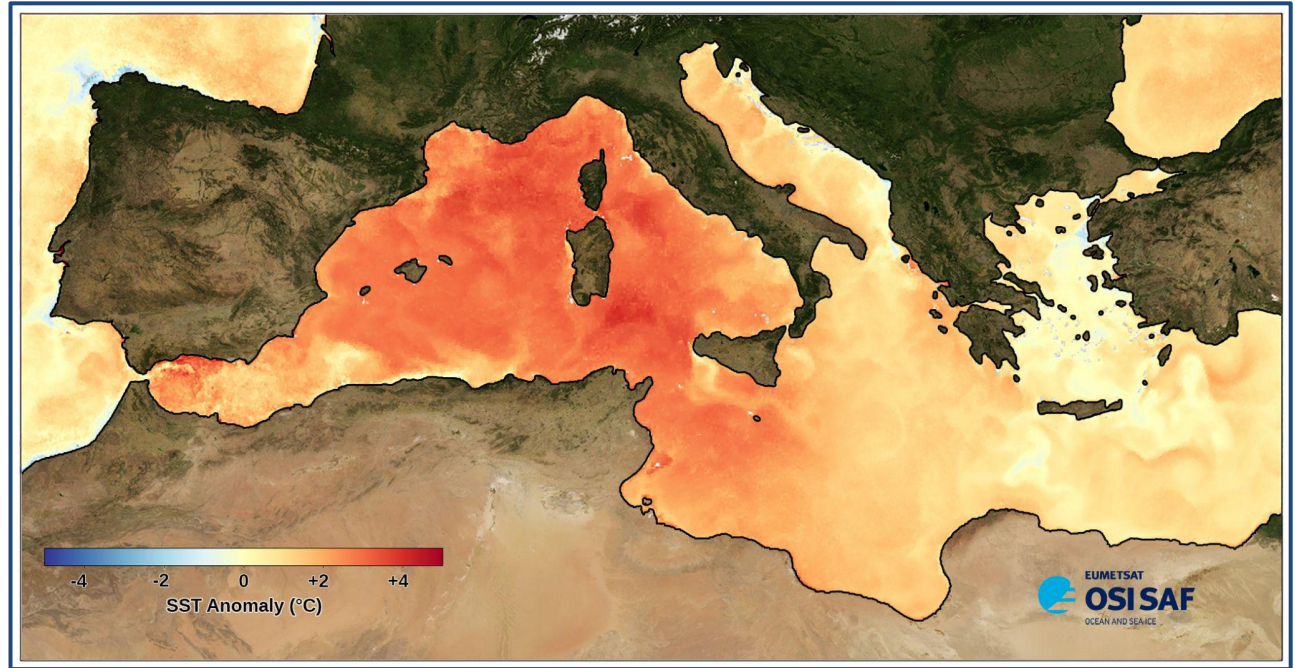 -4 -2 0 +2 +4
SST Anomaly (°C)
EUMETSAT
OSI SAF
OCEAN AND SEA ICE